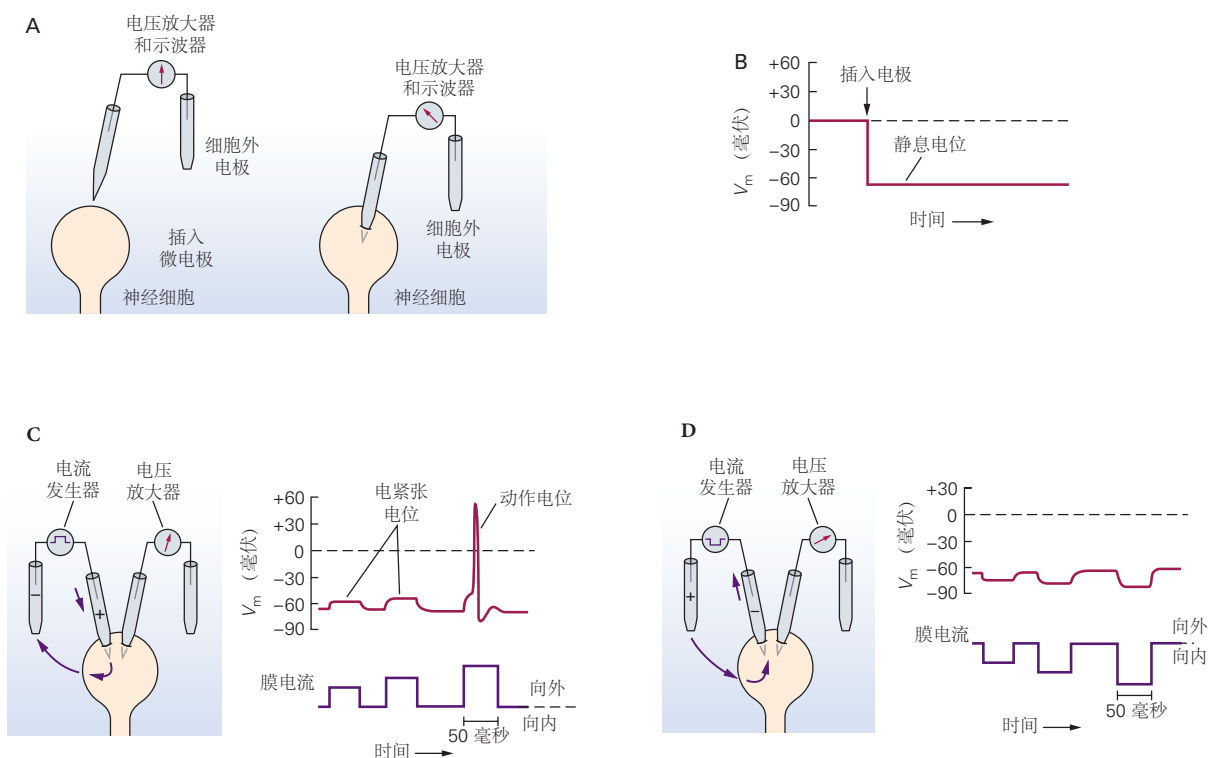 A
电压放大器
和示波器
细胞外
电极
插入
微电极
神经细胞
电压放大器
和示波器
细胞外
电极
神经细胞
B
+60
+30
0
−30
−60
−90
Vm (毫伏)
插入电极
静息电位
时间
C
电流
发生器
电压
放大器
−
+
+60
+30
0
−30
−60
−90
Vm (毫伏)
电紧张
电位
动作电位
膜电流
向外
向内
50 毫秒
时间
D
电流
发生器
电压
放大器
+
−
+30
0
−30
−60
−90
Vm (毫伏)
膜电流
向外
向内
50 毫秒
时间